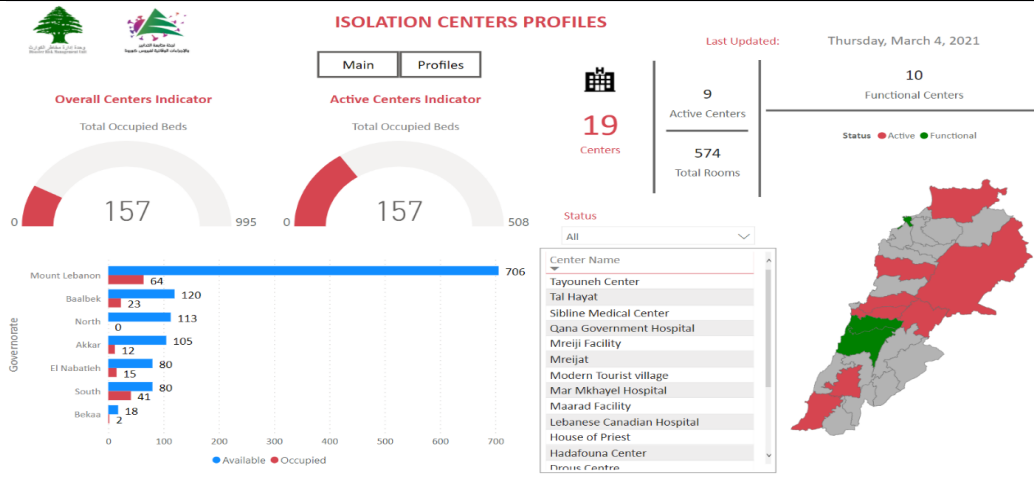 ISOLATION CENTERS PROFILES
Last Updated:
Thursday, March 4, 2021
Main
Profiles
Overall Centers Indicator
Total Occupied Beds
157
0
995
Active Centers Indicator
Total Occupied Beds
157
0
508
19
Centers
9
Active Centers
574
Total Rooms
10
Functional Centers
Status Active Functional
Status
All
Center Name
Tayouneh Center
Tal Hayat
Sibline Medical Center
Qana Government Hospital
Mreiji Facility
Mreijat
Modern Tourist village
Mar Mkhayel Hospital
Maarad Facility
Lebanese Canadian Hospital
House of Priest
Hadafouna Center
Drous Centre
Governorate
Mount Lebanon 706
64
Baalbek 120
23
North 113
0
Akkar 105
12
El Nabatieh 80
15
South 80
41
Bekaa 18
2
0 100 200 300 400 500 600 700
Available Occupied